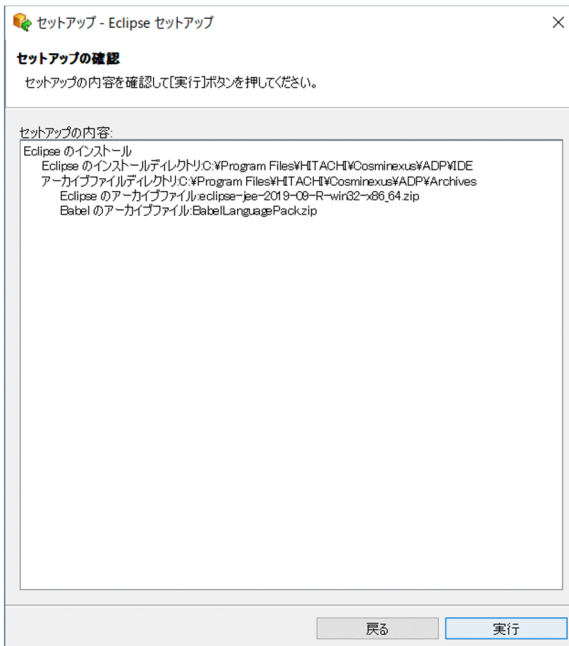 セットアップ - Eclipse セットアップ
セットアップの確認
セットアップの内容を確認して[実行]ボタンを押してください。
セットアップの内容:
Eclipse のインストール
Eclipse のインストールディレクトリ:C:¥Program Files¥HITACHI¥Cosminexus¥ADP¥IDE
アーカイブファイルディレクトリ:C:¥Program Files¥HITACHI¥Cosminexus¥ADP¥Archives
Eclipse のアーカイブファイル:eclipse-jee-2019-09-R-win32-x86_64.zip
Babel のアーカイブファイル:BabelLanguagePack.zip
戻る
実行